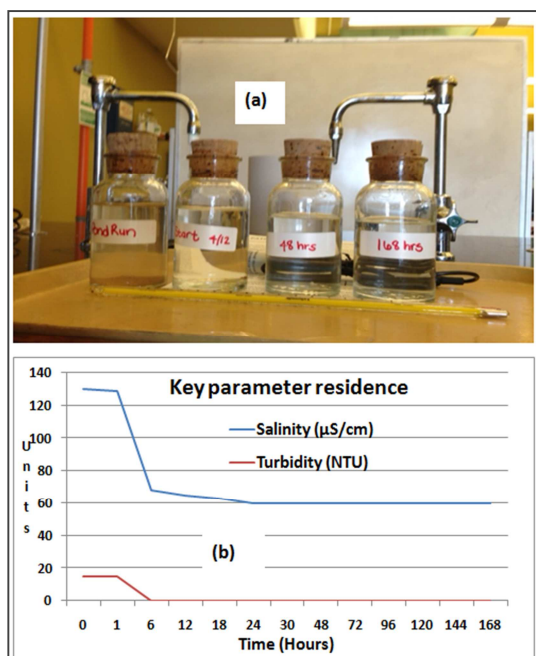 (a)
End Run
Start 4/12
48 hrs
168 hrs
Key parameter residence
Salinity (µS/cm)
Turbidity (NTU)
(b)
Units
140
120
100
80
60
40
20
0
0 1 6 12 18 24 30 48 72 96 120 144 168
Time (Hours)